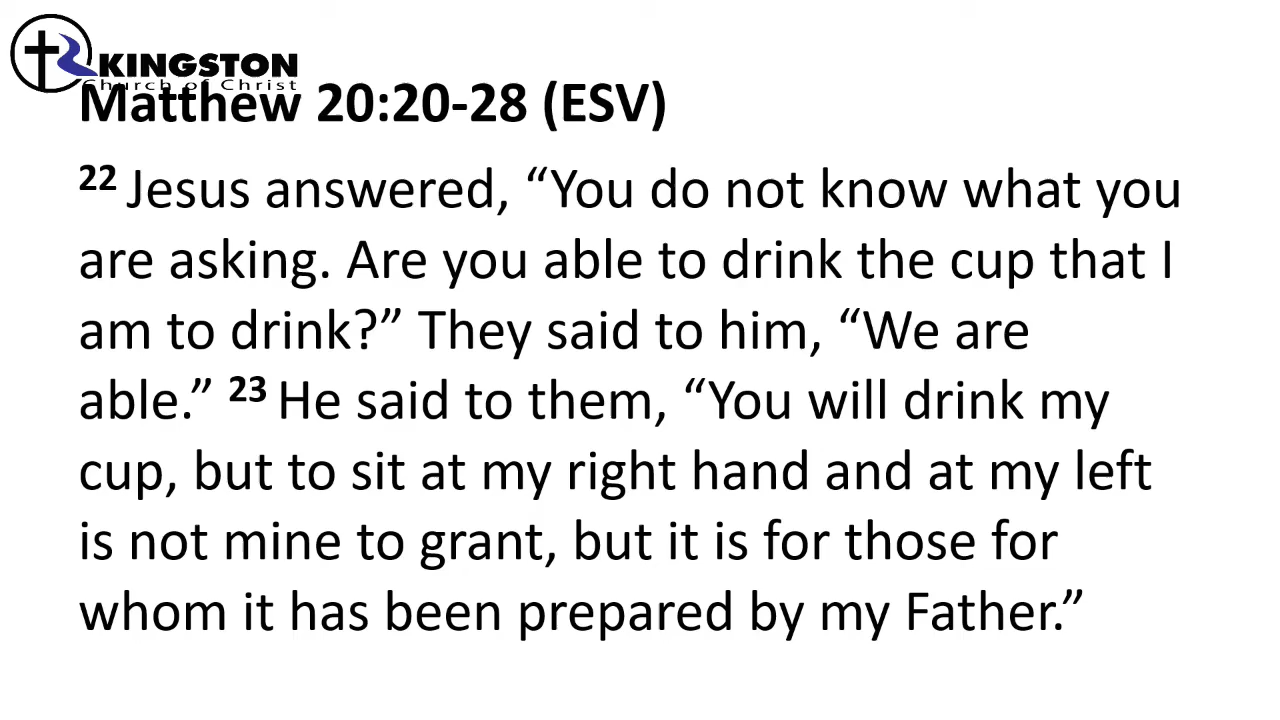 KINGSTON
Church of Christ
Matthew 20:20-28 (ESV)
22 Jesus answered, “You do not know what you
are asking. Are you able to drink the cup that I
am to drink?” They said to him, “We are
able.” 23 He said to them, “You will drink my
cup, but to sit at my right hand and at my left
is not mine to grant, but it is for those for
whom it has been prepared by my Father.”